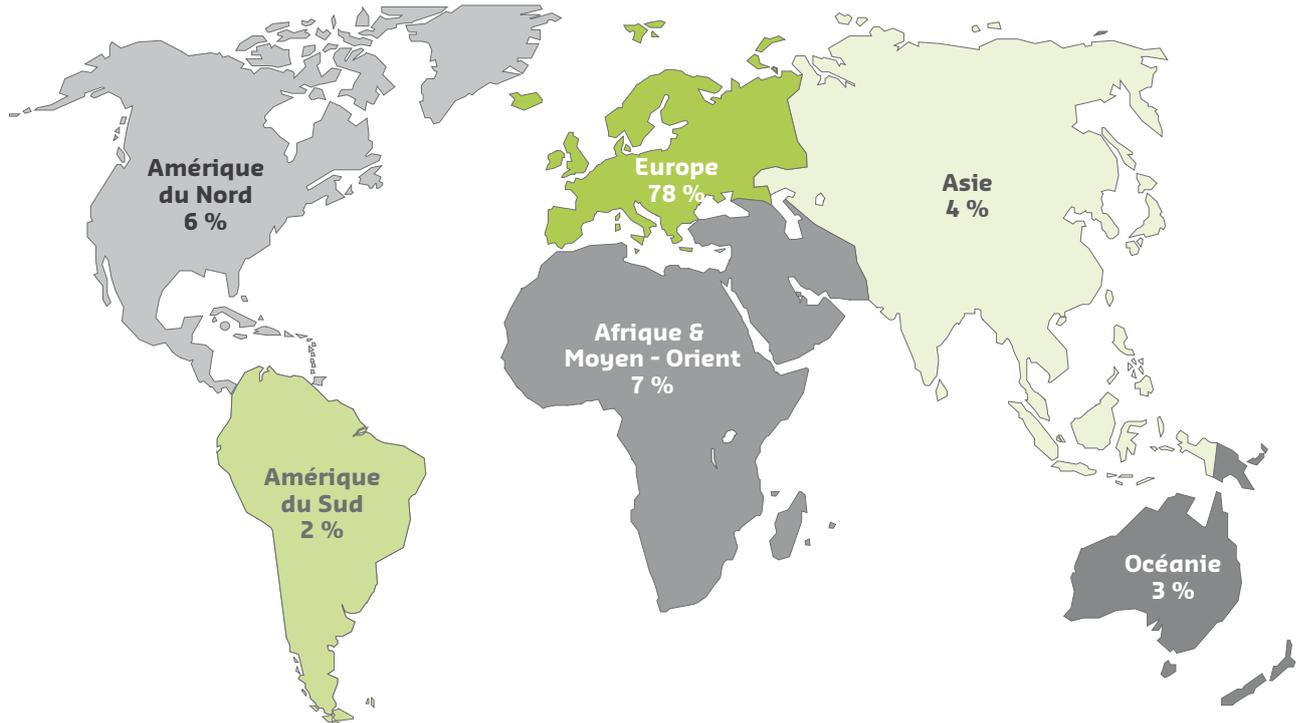 Amérique
du Nord
6 %
Europe
78 %
Asie
4 %
Afrique &
Moyen - Orient
7 %
Amérique
du Sud
2 %
Océanie
3 %